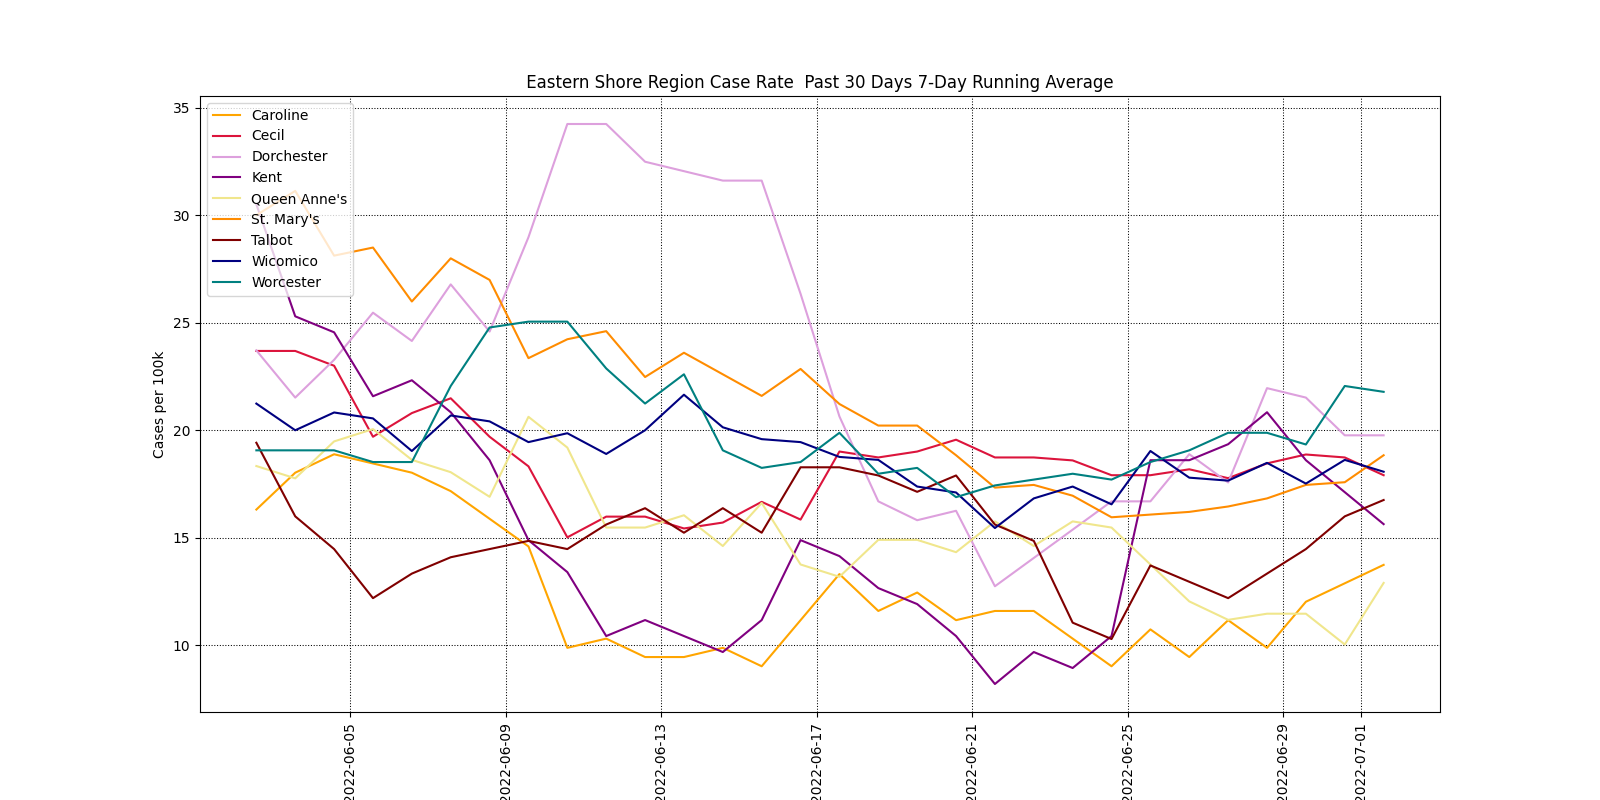 Eastern Shore Region Case Rate  Past 30 Days 7-Day Running Average
Caroline
Cecil
Dorchester
Kent
Queen Anne's
St. Mary's
Talbot
Wicomico
Worcester
Cases per 100k
35
30
25
20
15
10
2022-06-05
2022-06-09
2022-06-13
2022-06-17
2022-06-21
2022-06-25
2022-06-29
2022-07-01